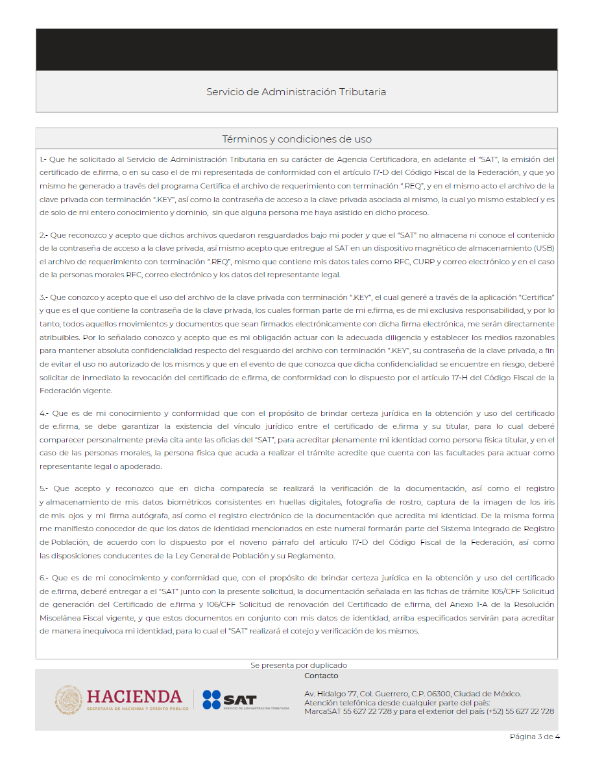 Servicio de Administración Tributaria
Términos y condiciones de uso
1.- Que he solicitado al Servicio de Administración Tributaria en su carácter de Agencia Certificadora, en adelante el "SAT", la emisión del
certificado de e.firma, o en su caso el de mi representada de conformidad con el artículo 17-D del Código Fiscal de la Federación, y que yo
mismo he generado a través del programa Certifica el archivo de requerimiento con terminación ".REQ", y en el mismo acto el archivo de la
clave privada con terminación ".KEY", así como la contraseña de acceso a la clave privada asociada al mismo, la cual yo mismo establecí y es
de solo de mi entero conocimiento y dominio, sin que alguna persona me haya asistido en dicho proceso.
2.- Que reconozco y acepto que dichos archivos quedaron resguardados bajo mi poder y que el "SAT" no almacena ni conoce el contenido
de la contraseña de acceso a la clave privada, así mismo acepto que entregue al SAT en un dispositivo magnético de almacenamiento (USB)
el archivo de requerimiento con terminación ".REQ", mismo que contiene mis datos tales como RFC, CURP y correo electrónico y en el caso
de la personas morales RFC, correo electrónico y los datos del representante legal.
3.- Que conozco y acepto que el uso del archivo de la clave privada con terminación ".KEY", el cual generé a través de la aplicación "Certifica"
y que es el que contiene la contraseña de la clave privada, los cuales forman parte de mi e.firma, es de mi exclusiva responsabilidad, y por lo
tanto, todos aquellos movimientos y documentos que sean firmados electrónicamente con dicha firma electrónica, me serán directamente
atribuibles. Por lo señalado conozco y acepto que es mi obligación actuar con la adecuada diligencia y establecer los medios razonables
para mantener absoluta confidencialidad respecto del resguardo del archivo con terminación ".KEY", su contraseña de la clave privada, a fin
de evitar el uso no autorizado de los mismos y que en el evento de que conozca que dicha confidencialidad se encuentre en riesgo, deberé
solicitar de inmediato la revocación del certificado de e.firma, de conformidad con lo dispuesto por el artículo 17-H del Código Fiscal de la
Federación vigente.
4.- Que es de mi conocimiento y conformidad que con el propósito de brindar certeza jurídica en la obtención y uso del certificado
de e.firma, se debe garantizar la existencia del vínculo jurídico entre el certificado de e.firma y su titular, para lo cual deberé
comparecer personalmente previa cita ante las oficias del "SAT", para acreditar plenamente mi identidad como persona física titular, y en el
caso de las personas morales, la persona física que acuda a realizar el trámite acredite que cuenta con las facultades para actuar como
representante legal o apoderado.
5.- Que acepto y reconozco que en dicha comparecía se realizará la verificación de la documentación, así como el registro
y almacenamiento de mis datos biométricos consistentes en huellas digitales, fotografía de rostro, captura de la imagen de los iris
de mis ojos y mi firma autógrafa, así como el registro electrónico de la documentación que acredita mi identidad. De la misma forma
me manifiesto conocedor de que los datos de identidad mencionados en este numeral formarán parte del Sistema Integrado de Registro
de Población, de acuerdo con lo dispuesto por el noveno párrafo del artículo 17-D del Código Fiscal de la Federación, así como
las disposiciones conducentes de la Ley General de Población y su Reglamento.
6.- Que es de mi conocimiento y conformidad que, con el propósito de brindar certeza jurídica en la obtención y uso del certificado
de e.firma, deberé entregar a el "SAT" junto con la presente solicitud, la documentación señalada en las fichas de trámite 105/CFF Solicitud
de generación del Certificado de e.firma y 106/CFF Solicitud de renovación del Certificado de e.firma, del Anexo 1-A de la Resolución
Miscelánea Fiscal vigente, y que estos documentos en conjunto con mis datos de identidad, arriba especificados servirán para acreditar
de manera inequívoca mi identidad, para lo cual el "SAT" realizará el cotejo y verificación de los mismos.
Se presenta por duplicado
Contacto
HACIENDA
SECRETARÍA DE HACIENDA Y CRÉDITO PÚBLICO
SAT
SERVICIO DE ADMINISTRACIÓN TRIBUTARIA
Av. Hidalgo 77, Col. Guerrero, C.P. 06300, Ciudad de México.
Atención telefónica desde cualquier parte del país:
MarcaSAT 55 627 22 728 y para el exterior del país (+52) 55 627 22 728
Página 3 de 4